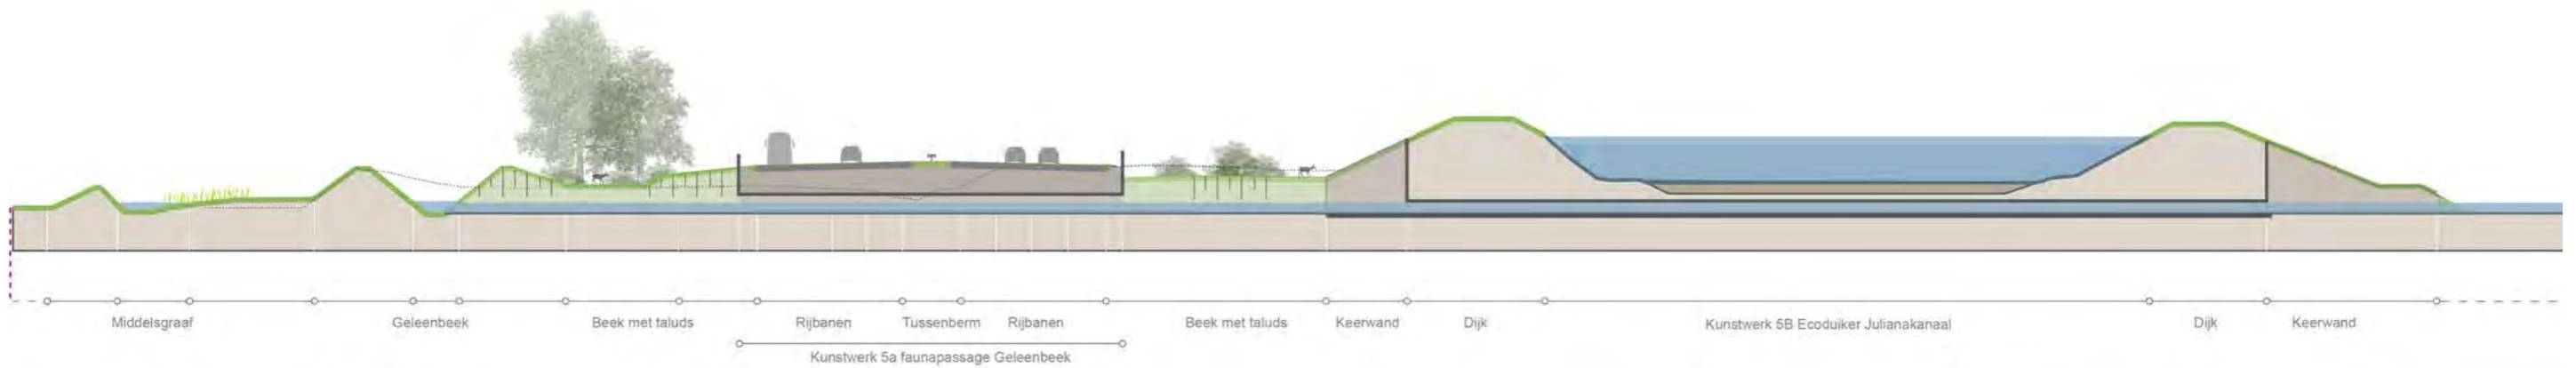 Middelsgraaf
Geleenbeek
Beek met taluds
Rijbanen
Tussenberm
Rijbanen
Beek met taluds
Keerwand
Dijk
Kunstwerk 5B Ecoduiker Julianakanaal
Dijk
Keerwand
Kunstwerk 5a faunapassage Geleenbeek